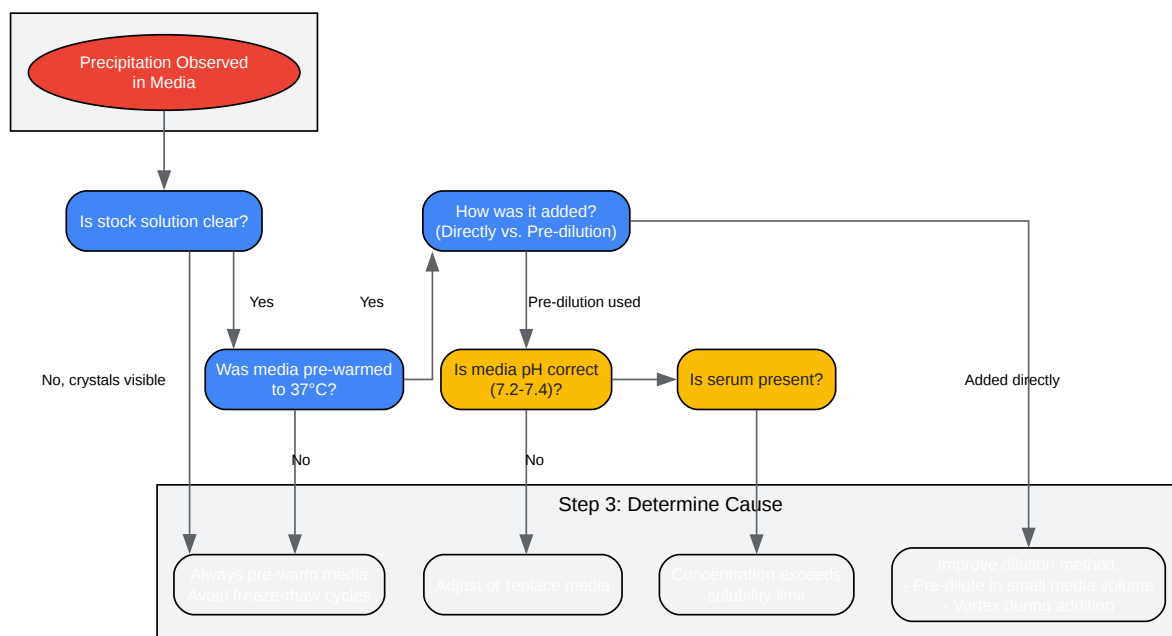 Precipitation Observed
in Media
Is stock solution clear?
How was it added?
(Directly vs. Pre-dilution)
Yes
Yes
Pre-dilution used
Was media pre-warmed
to 37°C?
Is media pH correct
(7.2-7.4)?
Is serum present?
No, crystals visible
Added directly
No
No
Step 3: Determine Cause
Always pre-warm media
Avoid freeze-thaw cycles
Adjust or replace media
Concentration exceeds
solubility limit
Improve dilution method:
- Pre-dilute in small media volume
- Vortex during addition